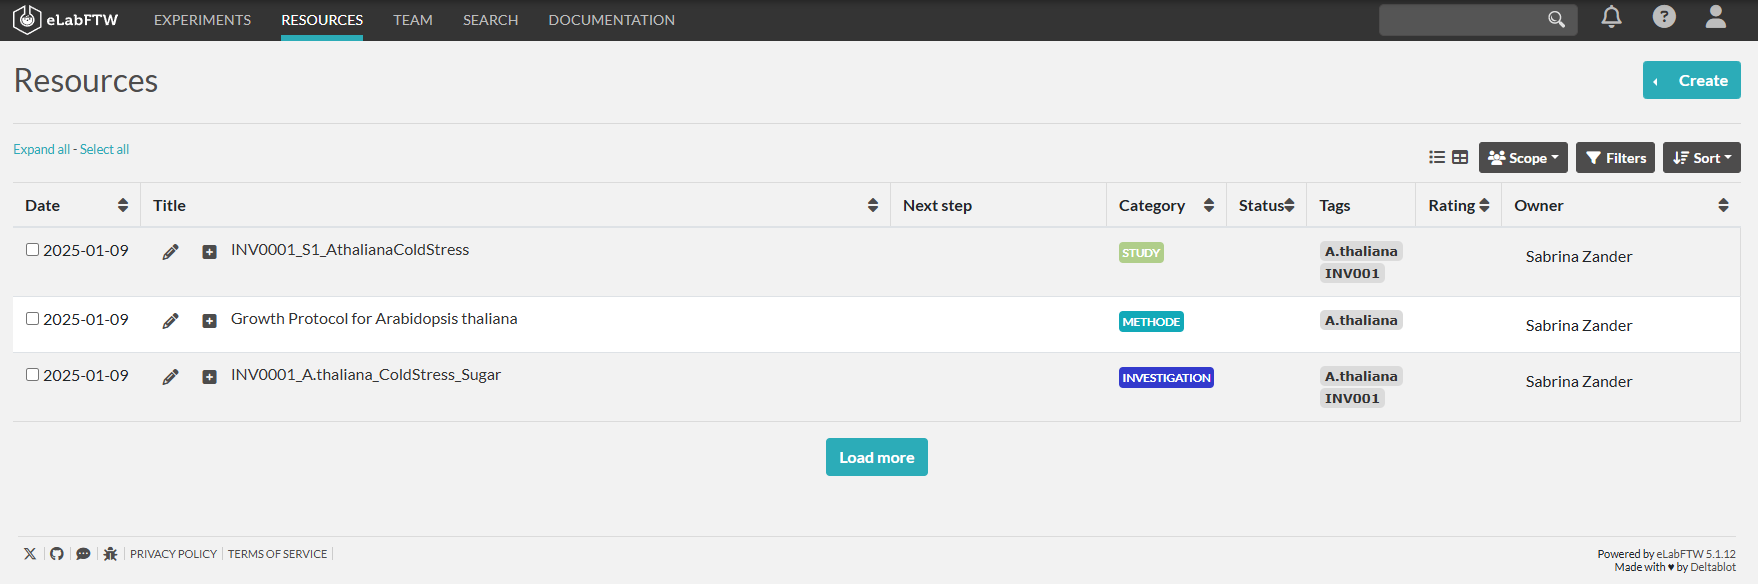 eLabFTW EXPERIMENTS RESOURCES TEAM SEARCH DOCUMENTATION
Resources
Create
Expand all - Select all
Scope Filters Sort
Date Title Next step Category Status Tags Rating Owner
2025-01-09 INV0001_S1_AthalianaColdStress STUDY A.thaliana Sabrina Zander
INV001
2025-01-09 Growth Protocol for Arabidopsis thaliana METHODE A.thaliana Sabrina Zander
2025-01-09 INV0001_A.thaliana_ColdStress_Sugar INVESTIGATION A.thaliana Sabrina Zander
INV001
Load more
PRIVACY POLICY TERMS OF SERVICE Powered by eLabFTW 5.1.12
Made with ♥ by Deltablot